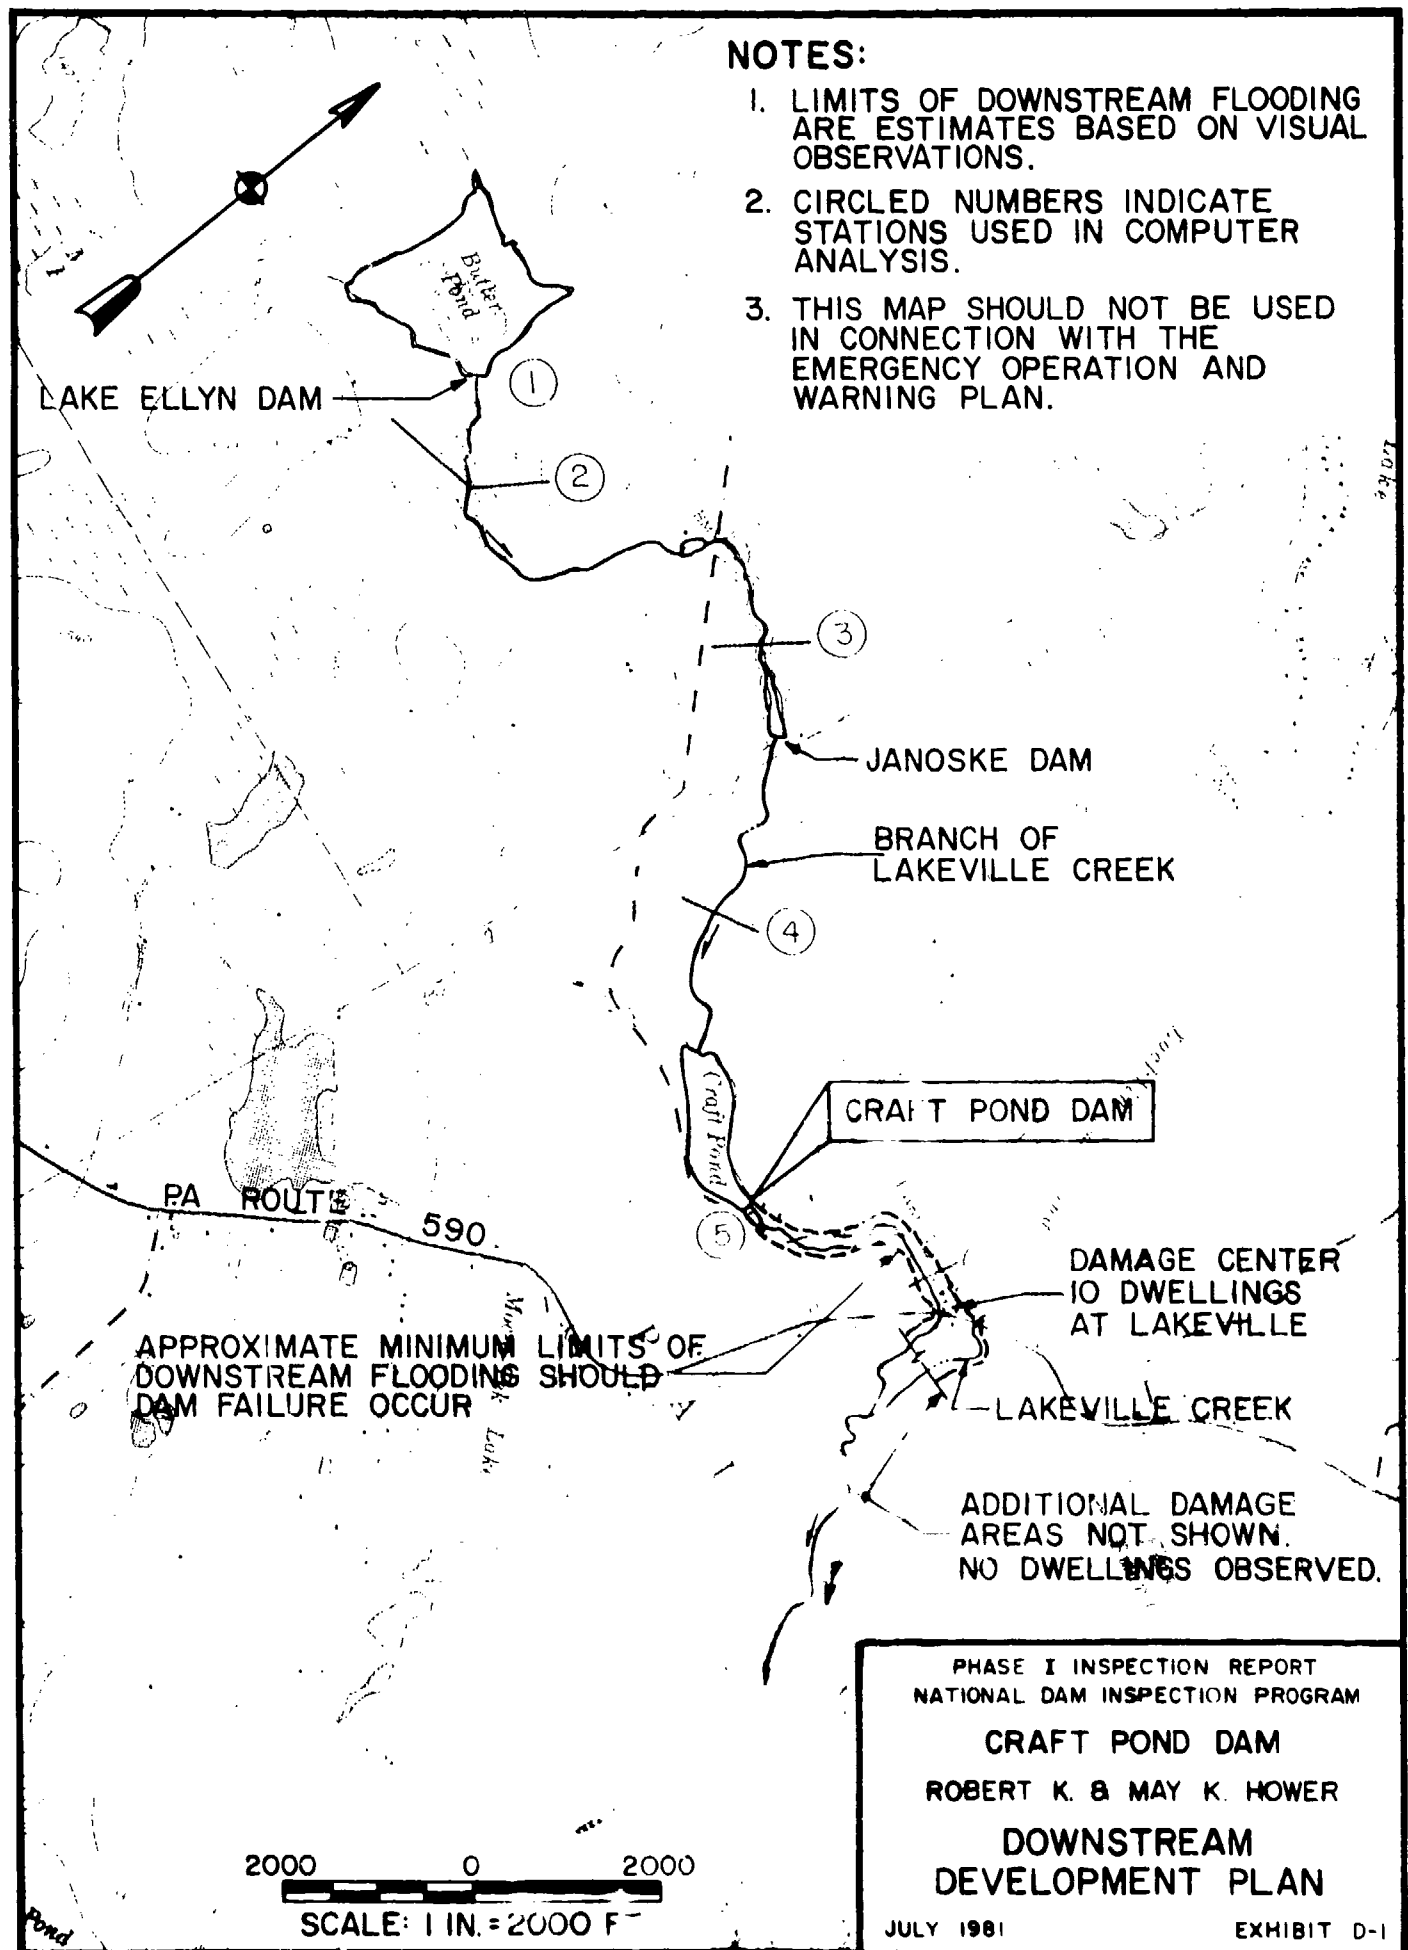 NOTES:
1. LIMITS OF DOWNSTREAM FLOODING
ARE ESTIMATES BASED ON VISUAL
OBSERVATIONS.
2. CIRCLED NUMBERS INDICATE
STATIONS USED IN COMPUTER
ANALYSIS.
3. THIS MAP SHOULD NOT BE USED
IN CONNECTION WITH THE
EMERGENCY OPERATION AND
WARNING PLAN.
Butler
Pond
LAKE ELLYN DAM
1
2
Lake
3
JANOSKE DAM
BRANCH OF
LAKEVILLE CREEK
4
Craft Pond
CRAFT POND DAM
PA ROUTE
590
5
DAMAGE CENTER
10 DWELLINGS
AT LAKEVILLE
APPROXIMATE MINIMUM LIMITS OF
DOWNSTREAM FLOODING SHOULD
DAM FAILURE OCCUR
Lake
LAKEVILLE CREEK
ADDITIONAL DAMAGE
AREAS NOT SHOWN.
NO DWELLINGS OBSERVED.
PHASE I INSPECTION REPORT
NATIONAL DAM INSPECTION PROGRAM
CRAFT POND DAM
ROBERT K. & MAY K. HOWER
DOWNSTREAM
DEVELOPMENT PLAN
JULY 1981 EXHIBIT D-1
2000 0 2000
SCALE: 1 IN. = 2000 F
Pond